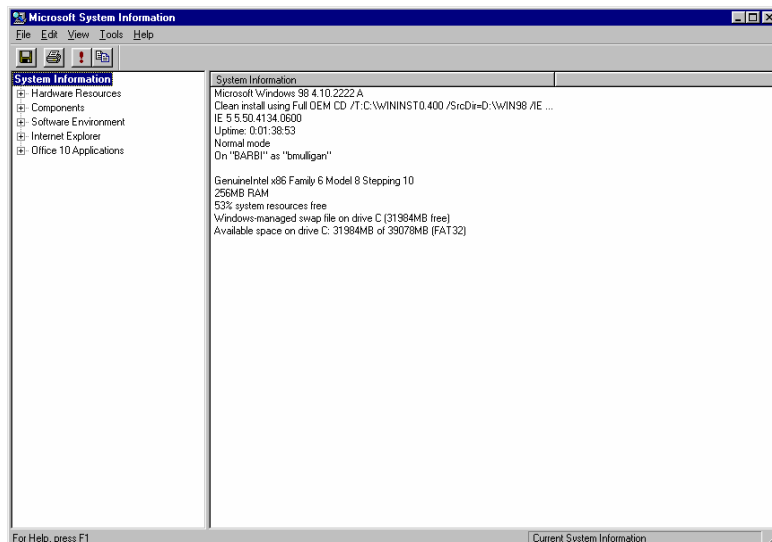 Microsoft System Information
File Edit View Tools Help
System Information
Hardware Resources
Components
Software Environment
Internet Explorer
Office 10 Applications
System Information
Microsoft Windows 98 4.10.2222 A
Clean install using Full OEM CD /T:C:\WININST0.400 /SrcDir=D:\WIN98 /IE ...
IE 5 5.50.4134.0600
Uptime: 0:01:38:53
Normal mode
On "BARBI" as "bmulligan"
GenuineIntel x86 Family 6 Model 8 Stepping 10
256MB RAM
53% system resources free
Windows-managed swap file on drive C (31984MB free)
Available space on drive C: 31984MB of 39078MB (FAT32)
For Help, press F1
Current System Information